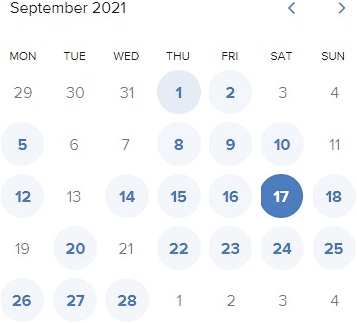 September 2021
MON TUE WED THU FRI SAT SUN
29 30 31 1 2 3 4
5 6 7 8 9 10 11
12 13 14 15 16 17 18
19 20 21 22 23 24 25
26 27 28 1 2 3 4